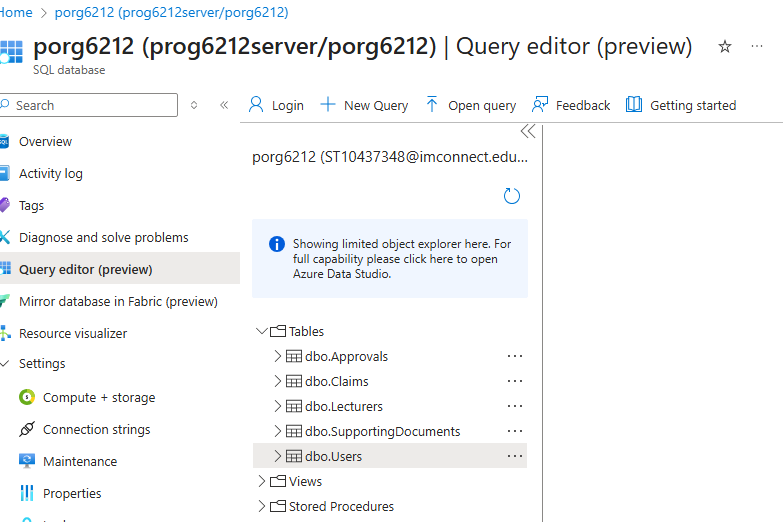 Home > porg6212 (prog6212server/porg6212)
porg6212 (prog6212server/porg6212) | Query editor (preview)
SQL database
Search
Login
New Query
Open query
Feedback
Getting started
Overview
Activity log
Tags
Diagnose and solve problems
Query editor (preview)
Mirror database in Fabric (preview)
Resource visualizer
Settings
Compute + storage
Connection strings
Maintenance
Properties
porg6212 (ST10437348@imconnect.edu...
Showing limited object explorer here. For
full capability please click here to open
Azure Data Studio.
Tables
dbo.Approvals
dbo.Claims
dbo.Lecturers
dbo.SupportingDocuments
dbo.Users
Views
Stored Procedures